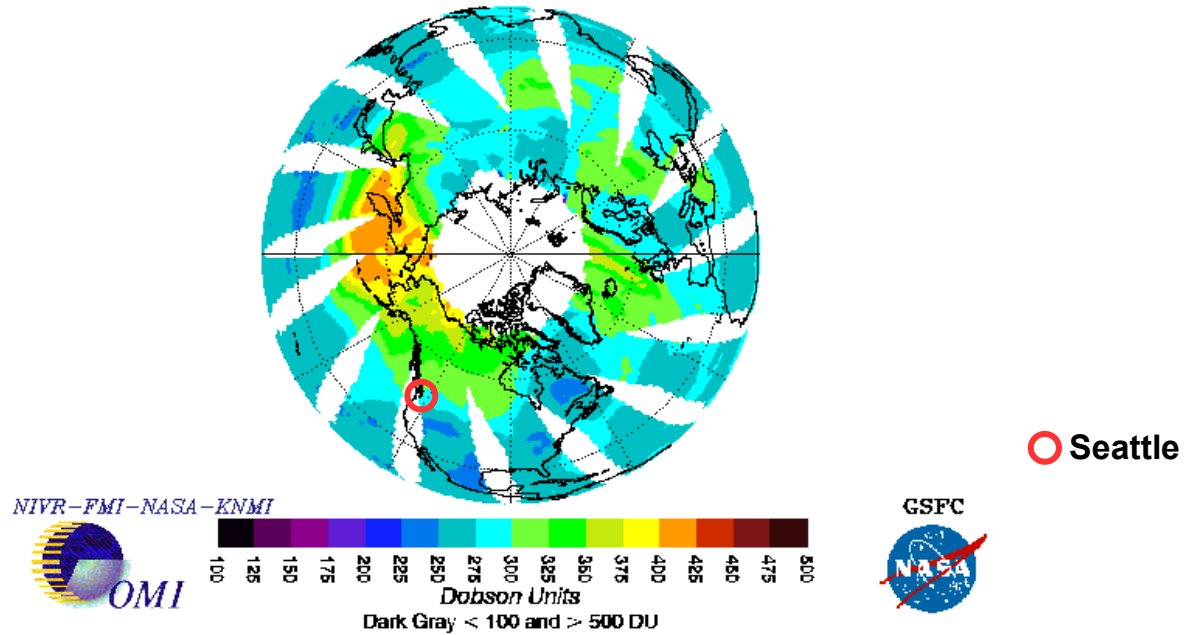 Seattle
NIVR-FMI-NASA-KNMI
GSFC
OMI
NASA
100 125 150 175 200 225 250 275 300 325 350 375 400 425 450 475 500
Dobson Units
Dark Gray < 100 and > 500 DU